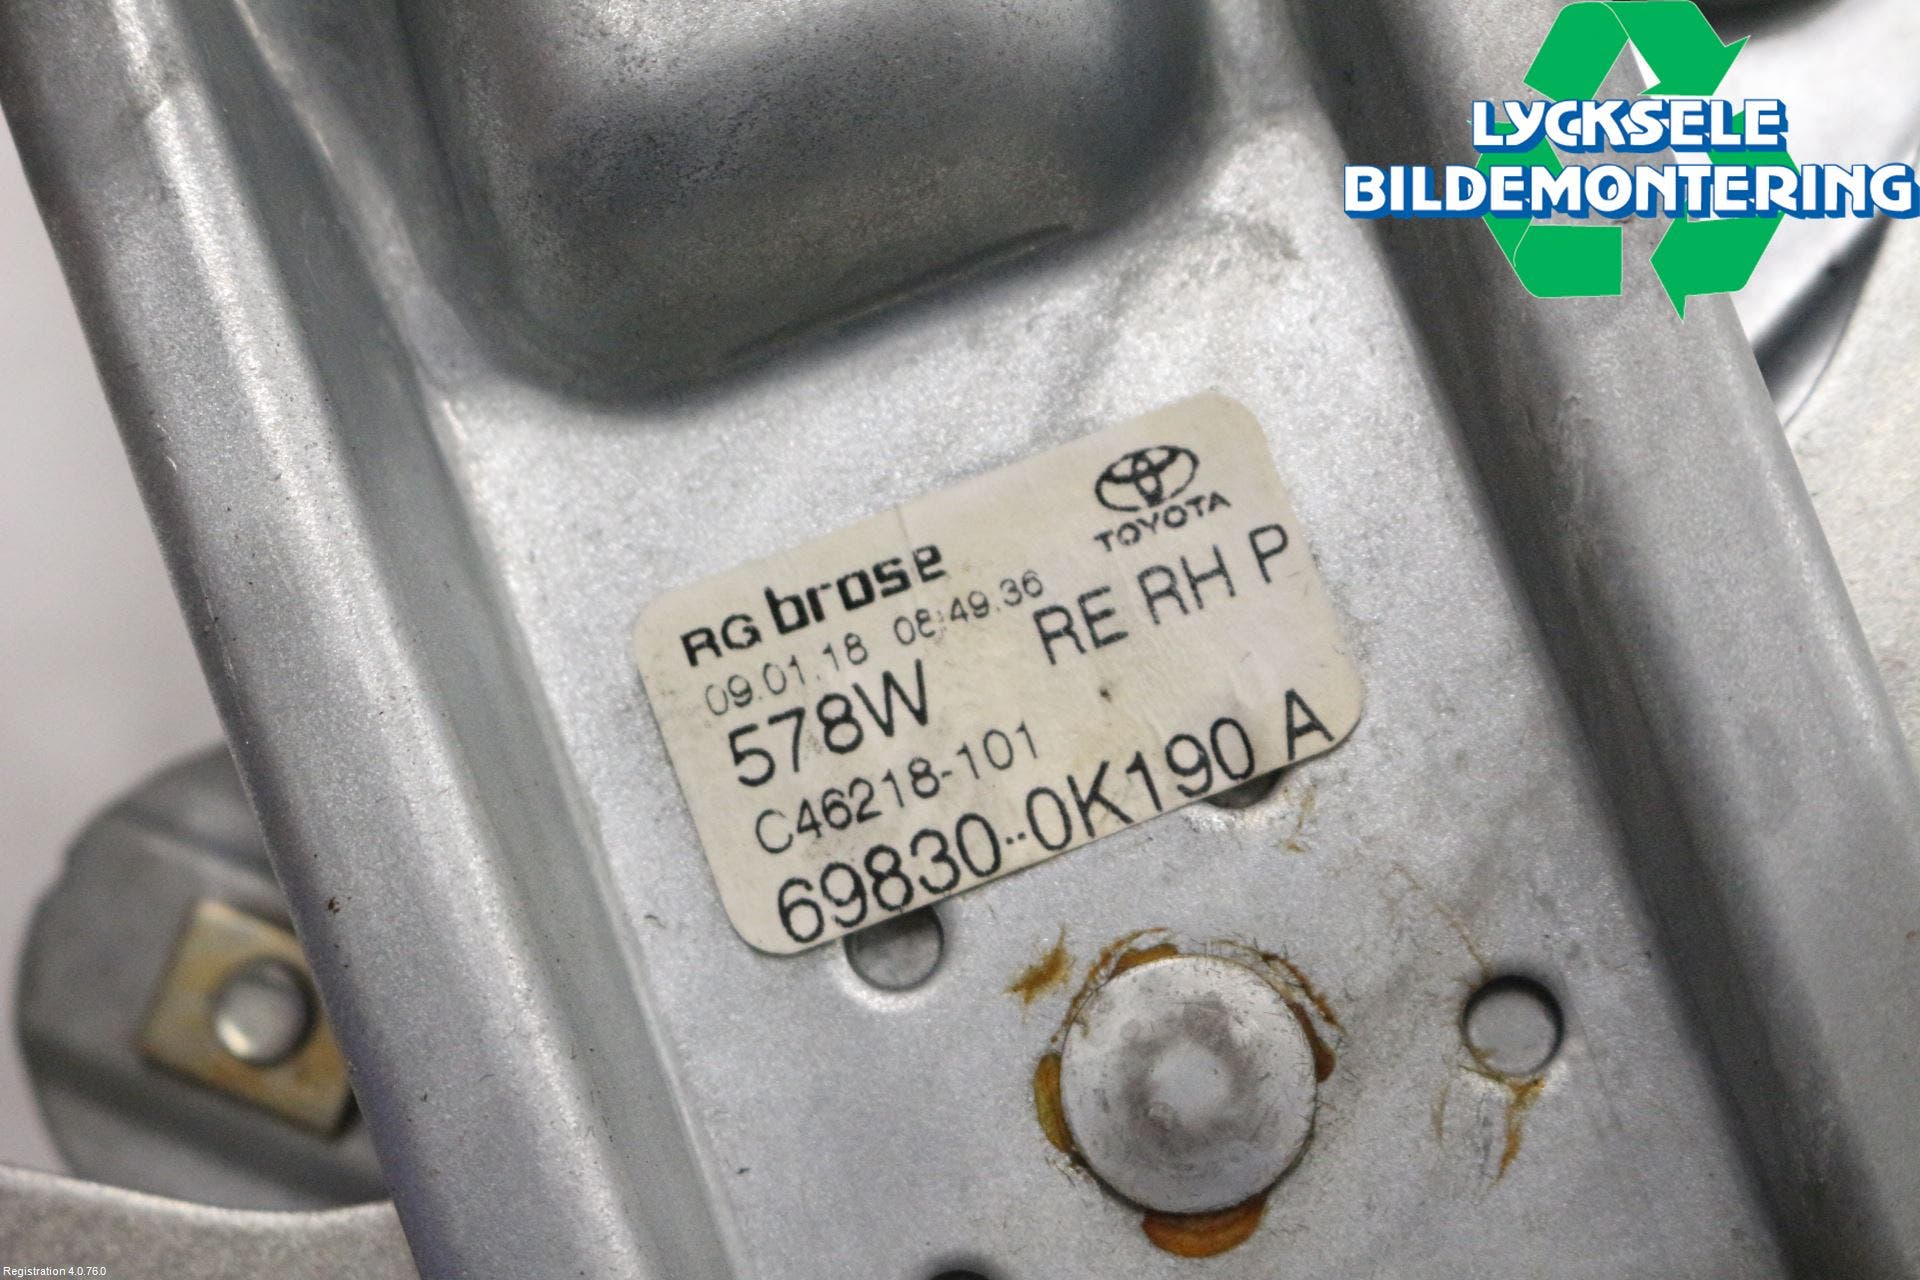 LYCKSELE
BILDEMONTERING
TOYOTA
RG brose
09.01.18 08:49.36
578W RE RH P
C46218-101
69830-0K190 A
Registration 4.0.76.0